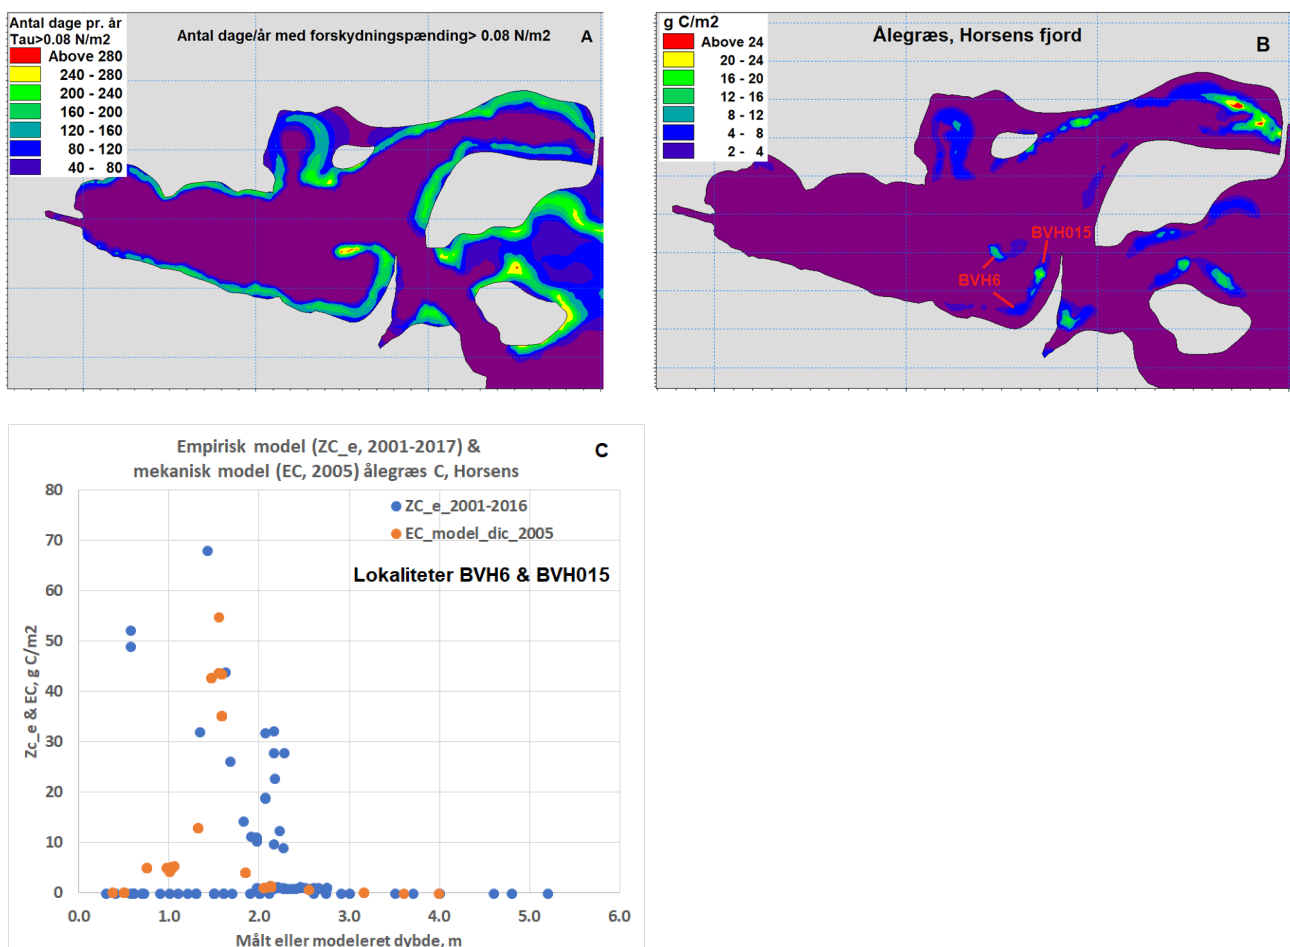 Antal dage pr. år
Tau>0.08 N/m2
Above 280
240 - 280
200 - 240
160 - 200
120 - 160
80 - 120
40 - 80
Antal dage/år med forskydningspænding> 0.08 N/m2
A
g C/m2
Above 24
20 - 24
16 - 20
12 - 16
8 - 12
4 - 8
2 - 4
Ålegræs, Horsens fjord
B
BVH015
BVH6
Empirisk model (ZC_e, 2001-2017) &
mekanisk model (EC, 2005) ålegræs C, Horsens
C
80
70
60
50
40
30
20
10
0
Zc_e & EC, g C/m2
ZC_e_2001-2016
EC_model_dic_2005
Lokaliteter BVH6 & BVH015
0.0 1.0 2.0 3.0 4.0 5.0 6.0
Målt eller modeleret dybde, m